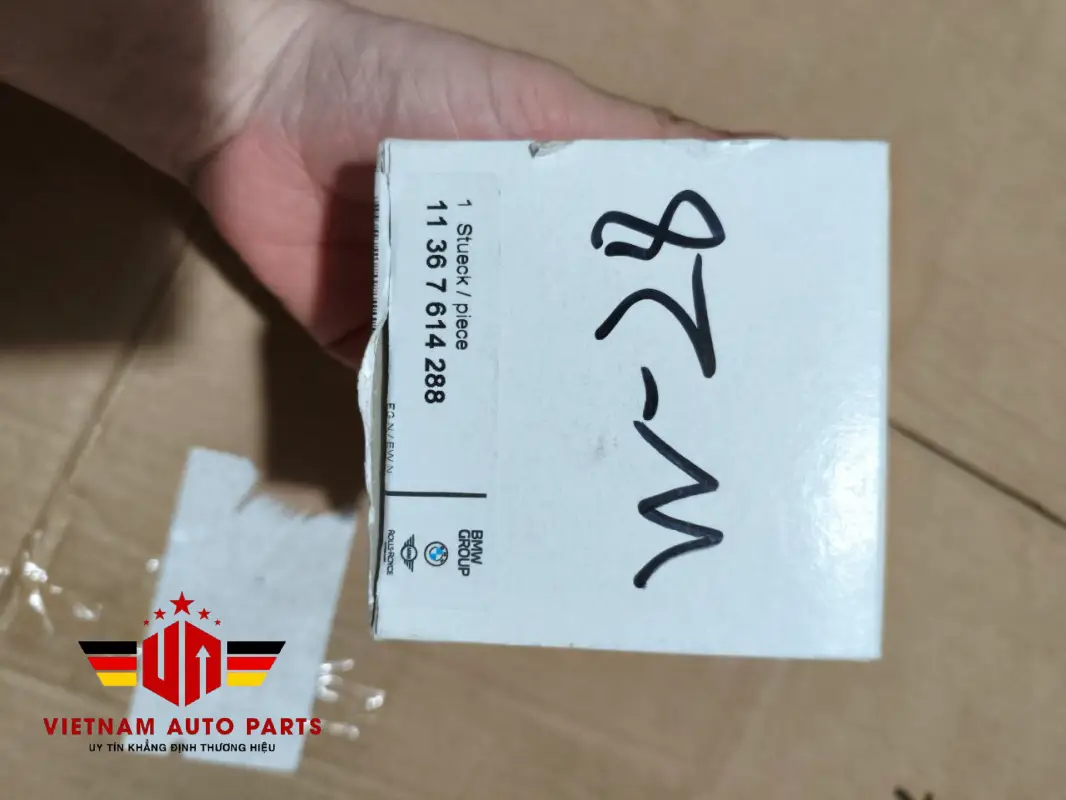 1 Stueck / piece
11 36 7 614 288
BMW
GROUP
W-28
VIETNAM AUTO PARTS
UY TÍN KHẲNG ĐỊNH THƯƠNG HIỆU